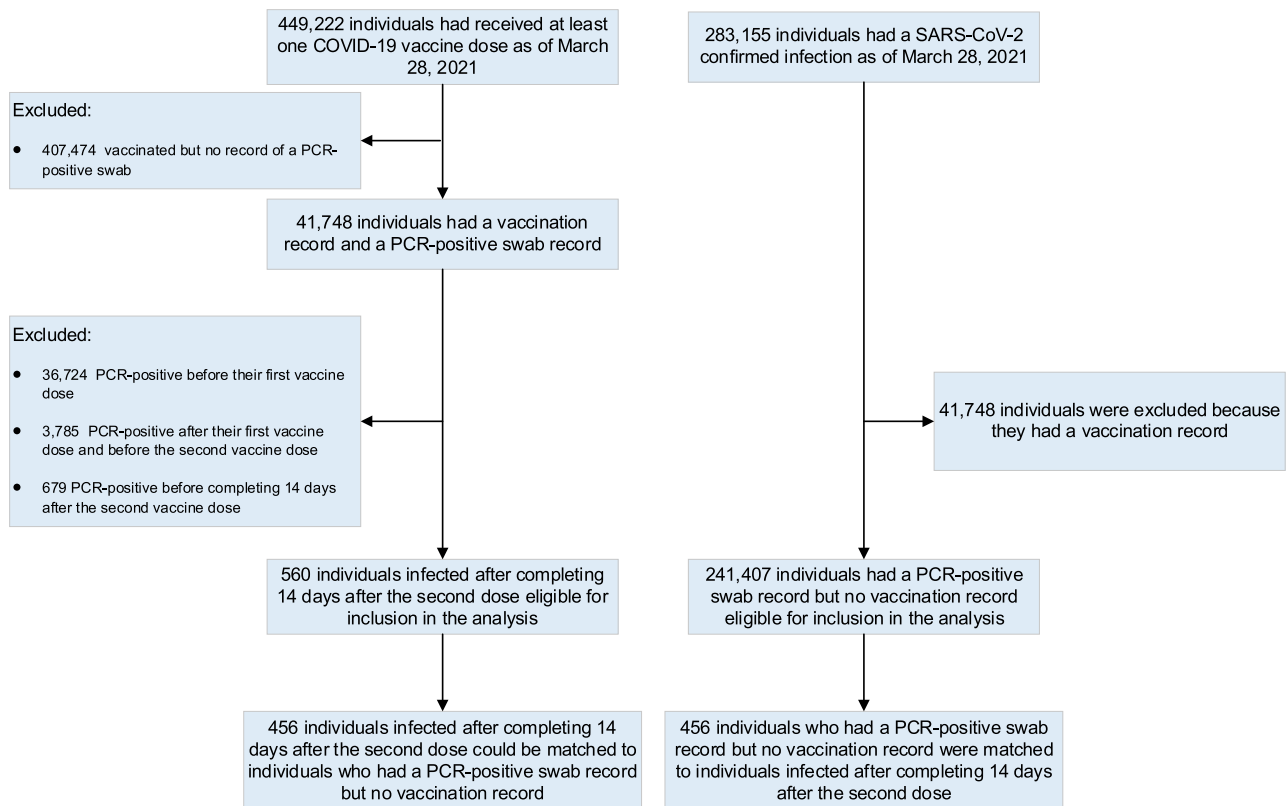 449,222 individuals had received at least
one COVID-19 vaccine dose as of March
28, 2021
283,155 individuals had a SARS-CoV-2
confirmed infection as of March 28, 2021
Excluded:
• 407,474 vaccinated but no record of a PCR-
positive swab
41,748 individuals had a vaccination
record and a PCR-positive swab record
Excluded:
• 36,724 PCR-positive before their first vaccine
dose
• 3,785 PCR-positive after their first vaccine
dose and before the second vaccine dose
• 679 PCR-positive before completing 14 days
after the second vaccine dose
41,748 individuals were excluded because
they had a vaccination record
560 individuals infected after completing
14 days after the second dose eligible for
inclusion in the analysis
241,407 individuals had a PCR-positive
swab record but no vaccination record
eligible for inclusion in the analysis
456 individuals infected after completing 14
days after the second dose could be matched to
individuals who had a PCR-positive swab record
but no vaccination record
456 individuals who had a PCR-positive swab
record but no vaccination record were matched
to individuals infected after completing 14 days
after the second dose